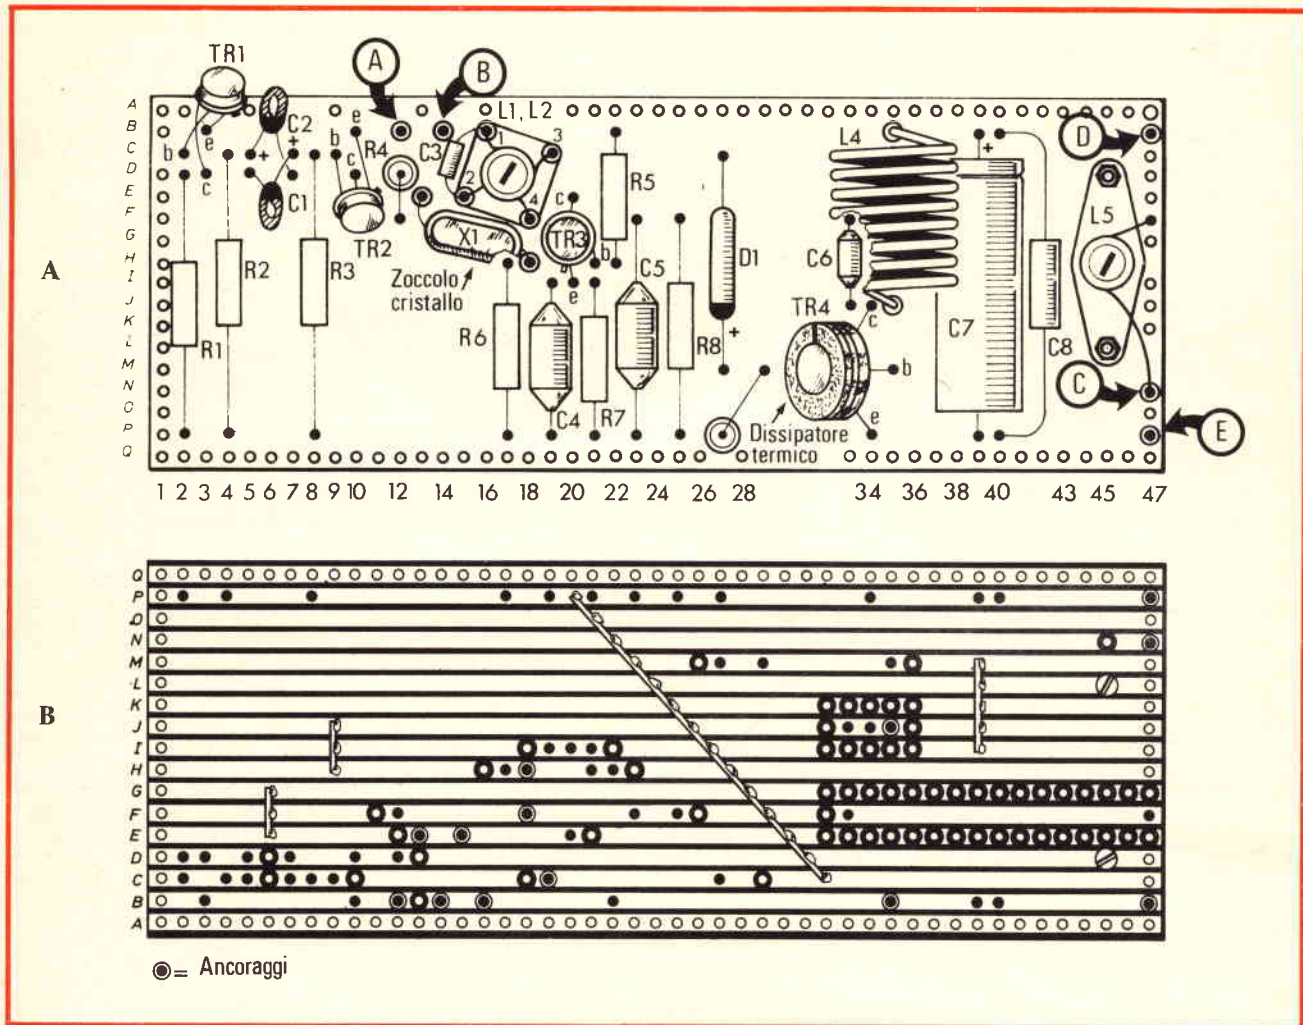 TR1
A
B
A
B
C
D
E
F
G
H
I
J
K
L
M
N
O
P
Q
L1, L2
L4
D
e
C2
b
e
b
R4
C3
1
3
c
+
+
c
2
4
R5
+
L5
c
C1
TR2
X1
c
TR3
b
e
C6
A
R2
R3
Zoccolo
cristallo
C5
D1
TR4
c
R1
R6
R8
+
C7
C8
b
C
C4
R7
Dissipatore
termico
e
E
1 2 3 4 5 6 7 8 9 10 12 14 16 18 20 22 24 26 28 34 36 38 40 43 45 47
B
Q
P
O
N
M
L
K
J
I
H
G
F
E
D
C
B
A
= Ancoraggi